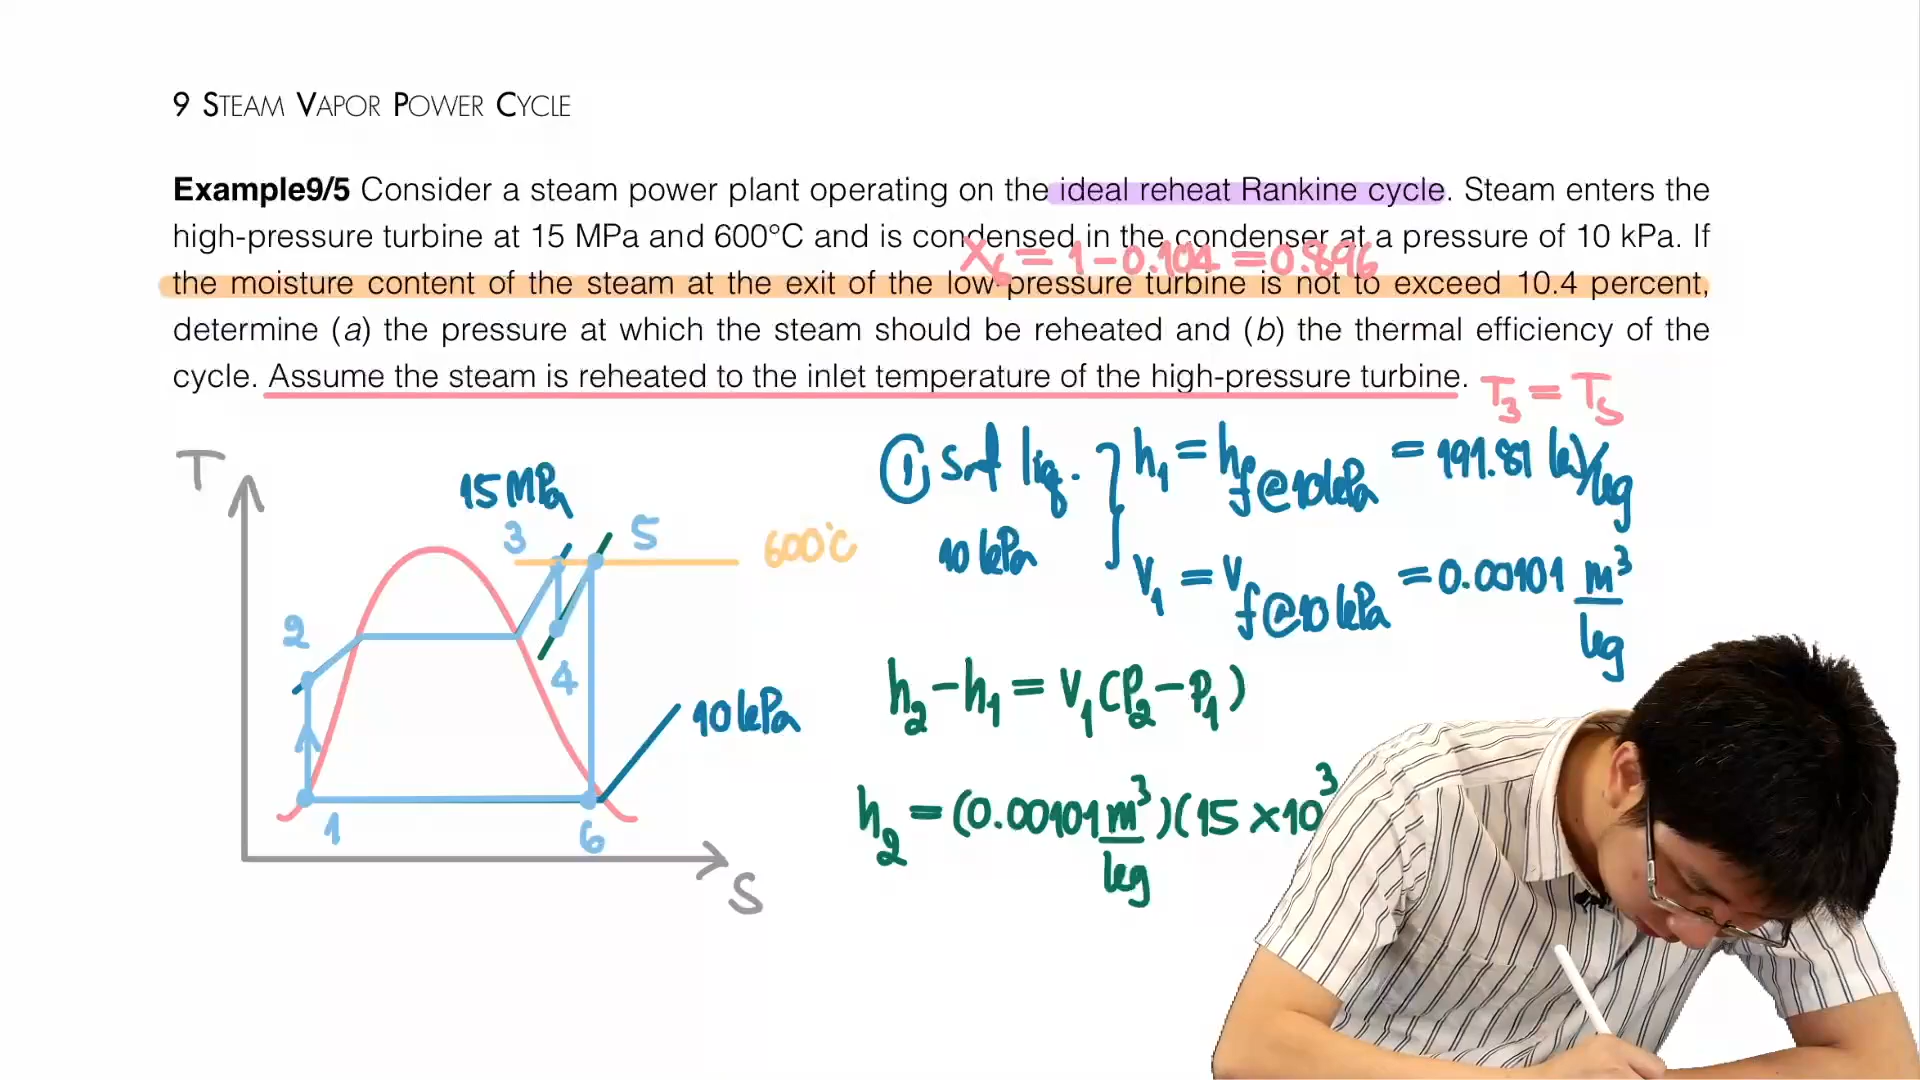 9 STEAM VAPOR POWER CYCLE
Example9/5 Consider a steam power plant operating on the ideal reheat Rankine cycle. Steam enters the
high-pressure turbine at 15 MPa and 600°C and is condensed in the condenser at a pressure of 10 kPa. If
x₆ = 1 - 0.104 = 0.896
the moisture content of the steam at the exit of the low-pressure turbine is not to exceed 10.4 percent,
determine (a) the pressure at which the steam should be reheated and (b) the thermal efficiency of the
cycle. Assume the steam is reheated to the inlet temperature of the high-pressure turbine.
T₃ = T₅
T
15 MPa
3
5
600°C
2
4
10 kPa
1
6
S
① sat liq. } h₁ = hf@10kPa = 191.81 kJ/kg
10 kPa
v₁ = vf@10kPa = 0.00101 m³/kg
h₂ - h₁ = v₁(P₂ - P₁)
h₂ = (0.00101 m³/kg)(15 × 10³